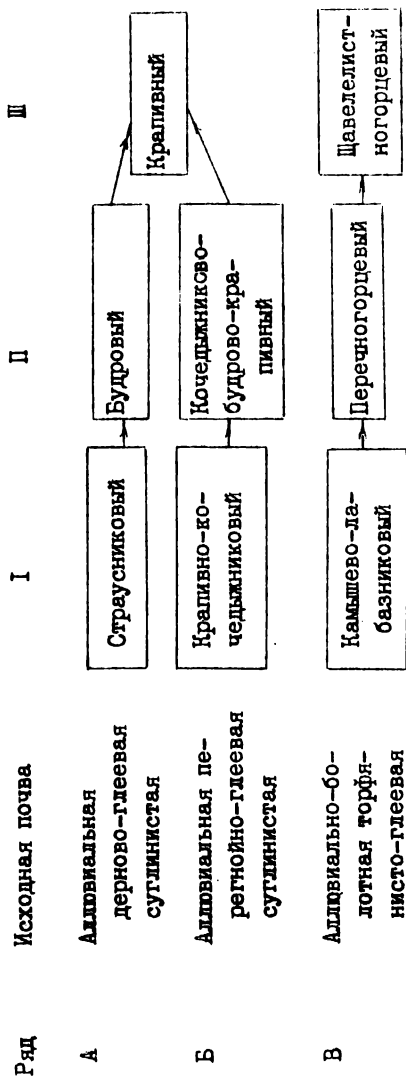 Ряд Исходная почва I П Ш
А Аллювиальная
дерново-глеевая
суглинистая
Страусниковый
Будровый
Крапивный
Б Аллювиальная пе-
регнойно-глеевая
суглинистая
Крапивно-ко-
чедыжниковый
Кочедыжниково-
будрово-кра-
пивный
В Аллювиально-бо-
лотная торфя-
нисто-глеевая
Камышево-ла-
базниковый
Перечногорцевый
Щавелелист-
ногорцевый